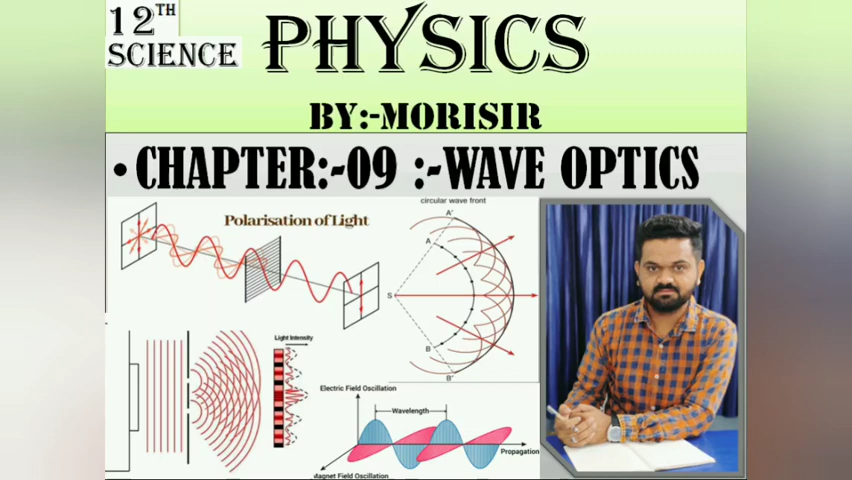 12TH
SCIENCE
PHYSICS
BY:-MORISIR
• CHAPTER:-09 :-WAVE OPTICS
Polarisation of Light
circular wave front
A'
A
S
B
B'
Light Intensity
Electric Field Oscillation
Wavelength
Propagation
Magnet Field Oscillation